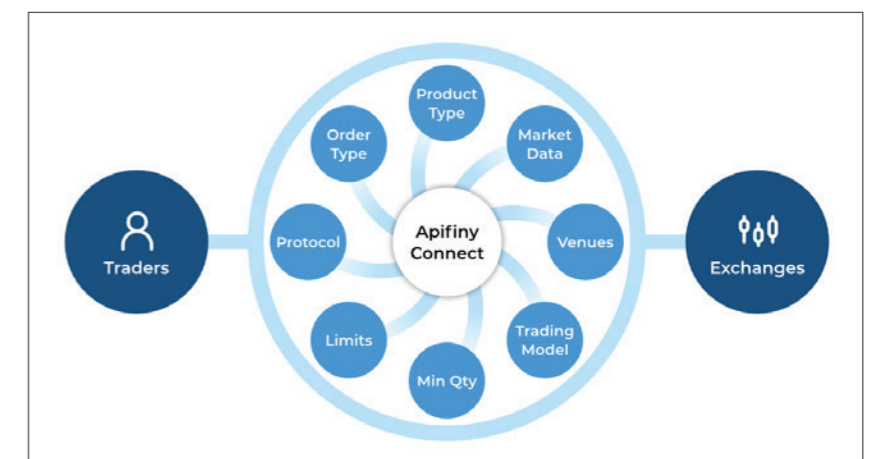 Product
Type
Order
Type
Market
Data
Traders
Protocol
Apifiny
Connect
Venues
Exchanges
Limits
Trading
Model
Min Qty